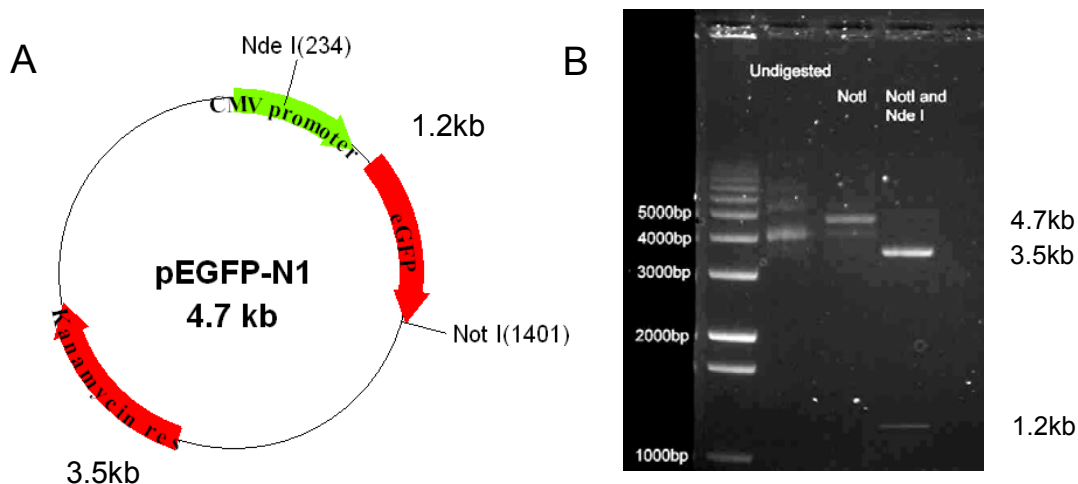 A
Nde I(234)
CMV promoter
1.2kb
eGFP
pEGFP-N1
4.7 kb
Not I(1401)
Kanamycin res
3.5kb
B
Undigested
NotI
NotI and
Nde I
5000bp
4000bp
3000bp
2000bp
1000bp
4.7kb
3.5kb
1.2kb